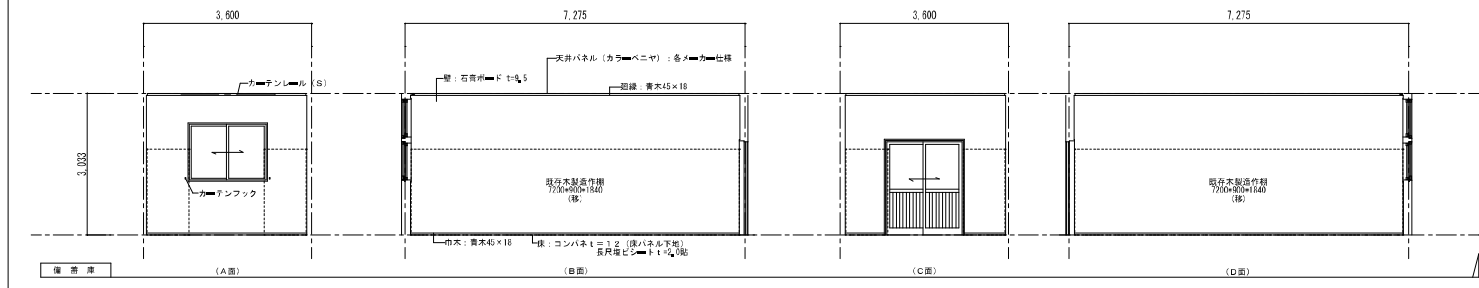 3,600
7,275
3,600
7,275
天井パネル（カラーベニヤ）：各メーカー仕様
カーテンレール（S）
壁：石膏ボード t=9.5
廻縁：青木45×18
3,033
既存木製造作棚
7200*900*1840
（移）
既存木製造作棚
7200*900*1840
（移）
カーテンフック
巾木：青木45×18
床：コンパネｔ＝１２（床パネル下地）
長尺塩ビシートｔ=2.0貼
備蓄庫
（A面）
（B面）
（C面）
（D面）